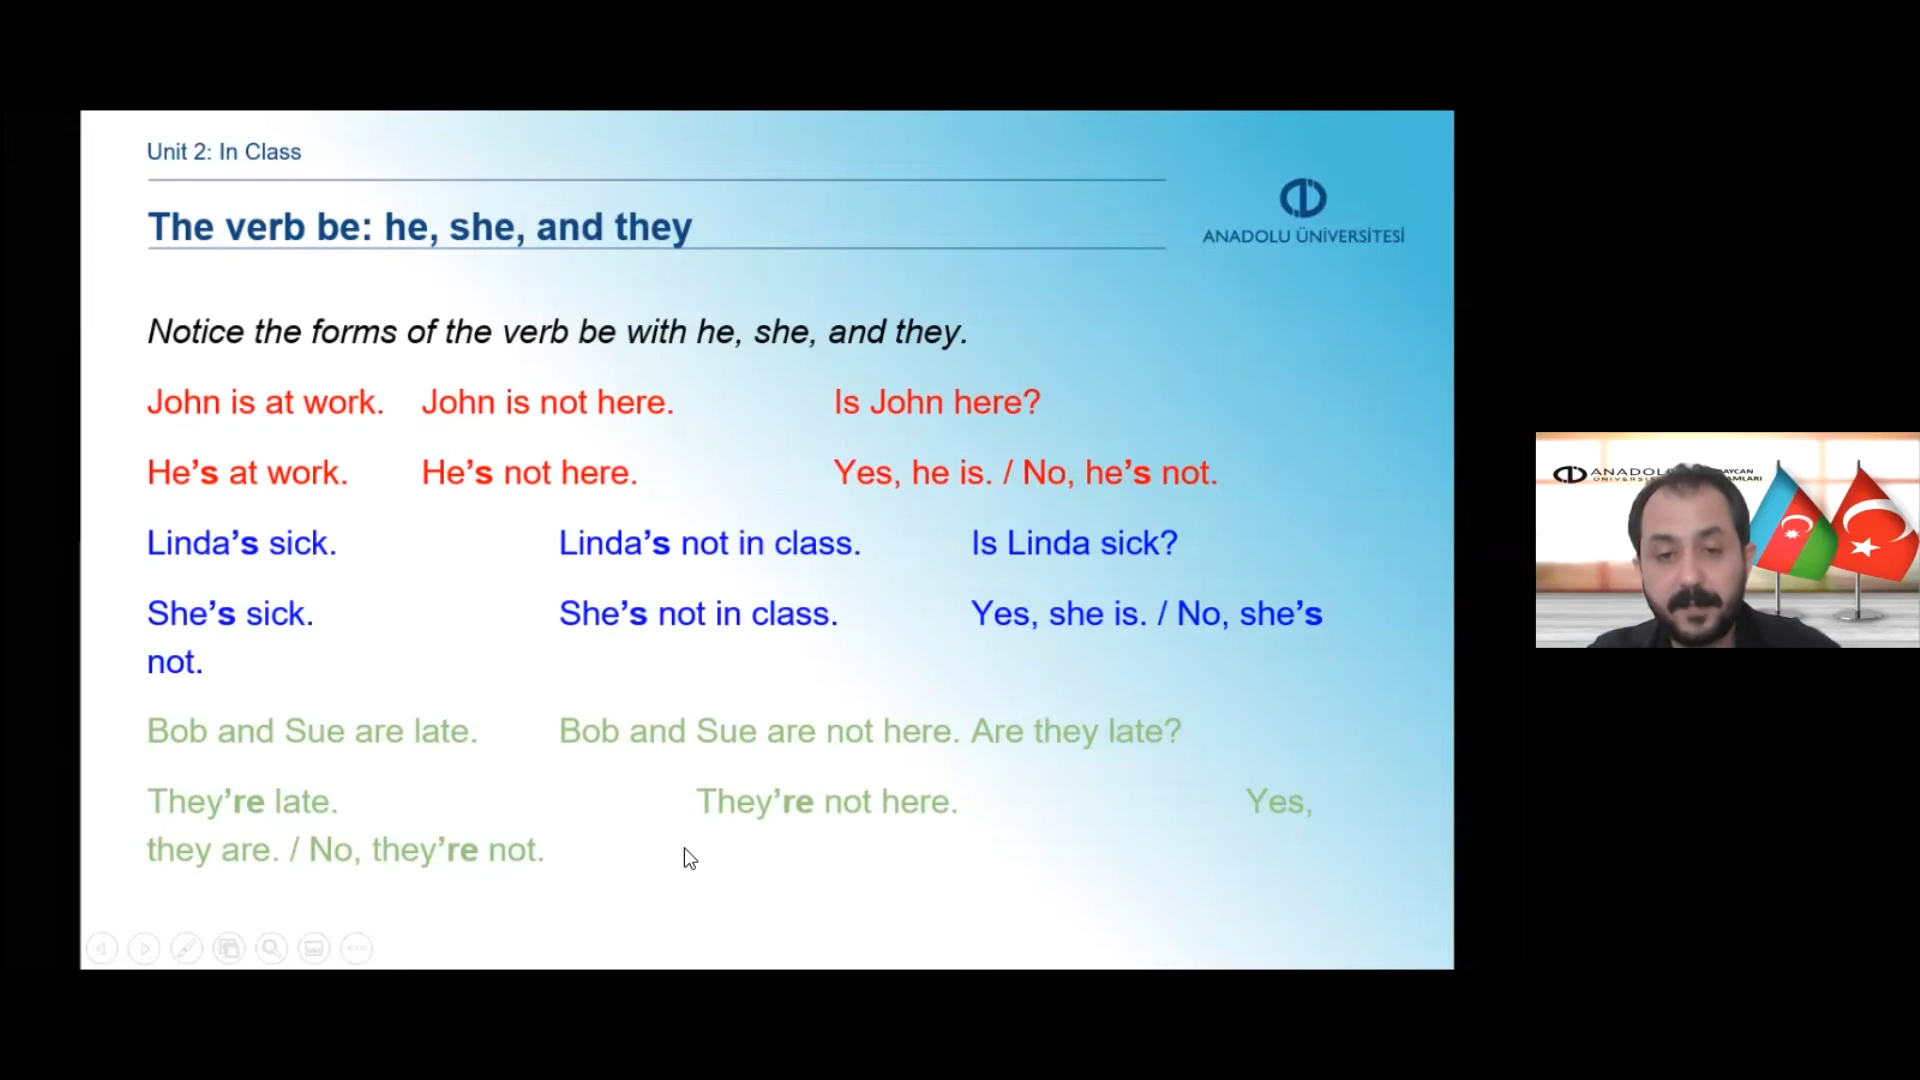 Unit 2: In Class
The verb be: he, she, and they
ANADOLU ÜNİVERSİTESİ
Notice the forms of the verb be with he, she, and they.
John is at work. John is not here. Is John here?
He’s at work. He’s not here. Yes, he is. / No, he’s not.
Linda’s sick. Linda’s not in class. Is Linda sick?
She’s sick. She’s not in class. Yes, she is. / No, she’s
not.
Bob and Sue are late. Bob and Sue are not here. Are they late?
They’re late. They’re not here. Yes,
they are. / No, they’re not.